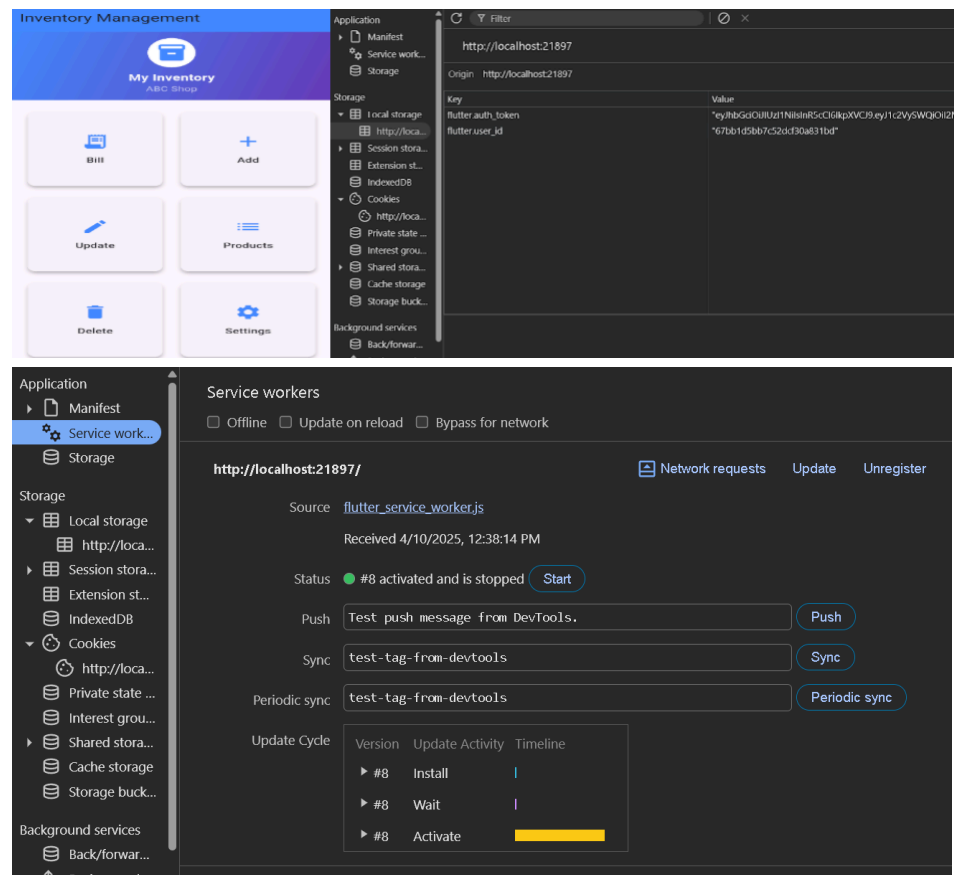 Inventory Management
My Inventory
ABC Shop
Bill
Add
Update
Products
Delete
Settings
Application
Manifest
Service work...
Storage
Storage
Local storage
http://loca...
Session stora...
Extension st...
IndexedDB
Cookies
http://loca...
Private state ...
Interest grou...
Shared stora...
Cache storage
Storage buck...
Background services
Back/forwar...
Filter
http://localhost:21897
Origin http://localhost:21897
Key Value
flutter.auth_token
flutter.user_id "67bb1d5bb7c52dcf30a831bd"
Application
Manifest
Service work...
Storage
Storage
Local storage
http://loca...
Session stora...
Extension st...
IndexedDB
Cookies
http://loca...
Private state ...
Interest grou...
Shared stora...
Cache storage
Storage buck...
Background services
Back/forwar...
Service workers
Offline Update on reload Bypass for network
http://localhost:21897/ Network requests Update Unregister
Source flutter_service_worker.js
Received 4/10/2025, 12:38:14 PM
Status #8 activated and is stopped Start
Push Test push message from DevTools. Push
Sync test-tag-from-devtools Sync
Periodic sync test-tag-from-devtools Periodic sync
Update Cycle Version Update Activity Timeline
#8 Install
#8 Wait
#8 Activate